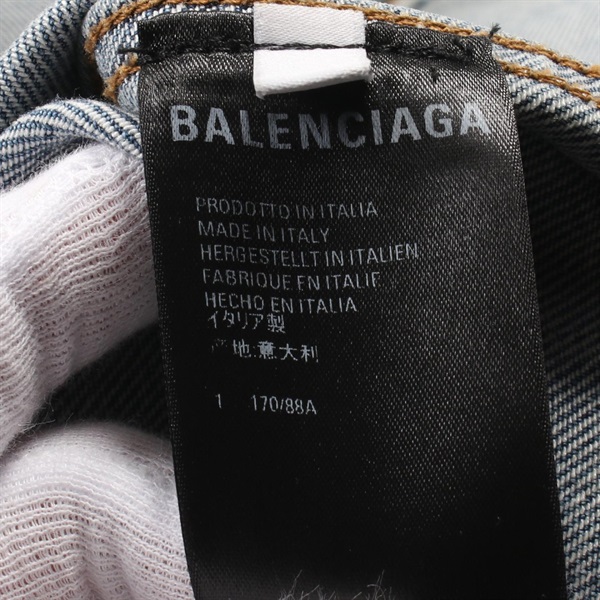 BALENCIAGA
PRODOTTO IN ITALIA
MADE IN ITALY
HERGESTELLT IN ITALIEN
FABRIQUE EN ITALIE
HECHO EN ITALIA
イタリア製
产地:意大利
1 170/88A